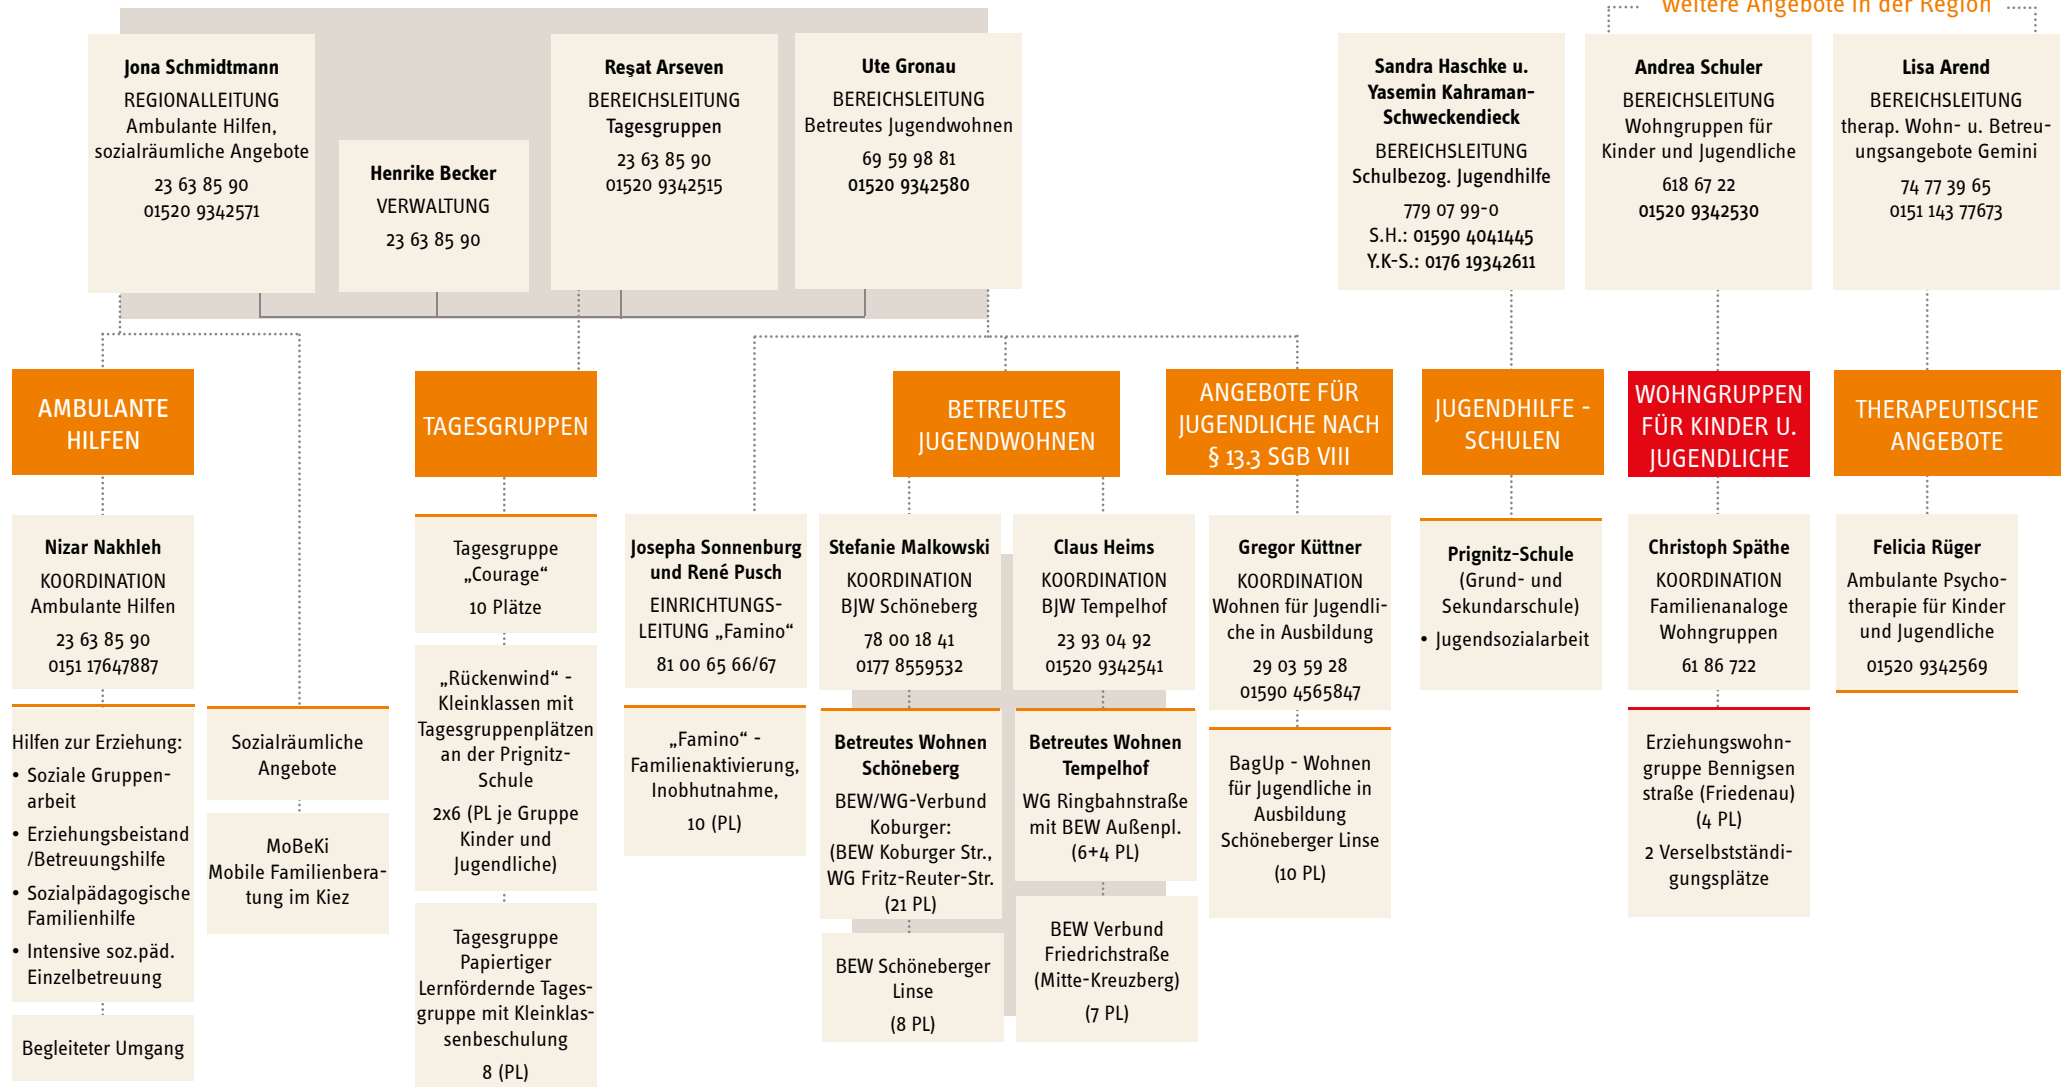 weitere Angebote in der Region
Jona Schmidtmann
REGIONALLEITUNG
Ambulante Hilfen,
sozialräumliche Angebote
23 63 85 90
01520 9342571
Henrike Becker
VERWALTUNG
23 63 85 90
Reşat Arseven
BEREICHSLEITUNG
Tagesgruppen
23 63 85 90
01520 9342515
Ute Gronau
BEREICHSLEITUNG
Betreutes Jugendwohnen
69 59 98 81
01520 9342580
Sandra Haschke u.
Yasemin Kahraman-
Schweckendieck
BEREICHSLEITUNG
Schulbezog. Jugendhilfe
779 07 99-0
S.H.: 01590 4041445
Y.K-S.: 0176 19342611
Andrea Schuler
BEREICHSLEITUNG
Wohngruppen für
Kinder und Jugendliche
618 67 22
01520 9342530
Lisa Arend
BEREICHSLEITUNG
therap. Wohn- u. Betreu-
ungsangebote Gemini
74 77 39 65
0151 143 77673
AMBULANTE
HILFEN
TAGESGRUPPEN
BETREUTES
JUGENDWOHNEN
ANGEBOTE FÜR
JUGENDLICHE NACH
§ 13.3 SGB VIII
JUGENDHILFE -
SCHULEN
WOHNGRUPPEN
FÜR KINDER U.
JUGENDLICHE
THERAPEUTISCHE
ANGEBOTE
Nizar Nakhleh
KOORDINATION
Ambulante Hilfen
23 63 85 90
0151 17647887
Hilfen zur Erziehung:
• Soziale Gruppen-
arbeit
• Erziehungsbeistand
/Betreuungshilfe
• Sozialpädagogische
Familienhilfe
• Intensive soz.päd.
Einzelbetreuung
Begleiteter Umgang
Sozialräumliche
Angebote
MoBeKi
Mobile Familienbera-
tung im Kiez
Tagesgruppe
„Courage“
10 Plätze
„Rückenwind“ -
Kleinklassen mit
Tagesgruppenplätzen
an der Prignitz-
Schule
2x6 (PL je Gruppe
Kinder und
Jugendliche)
Tagesgruppe
Papiertiger
Lernfördernde Tages-
gruppe mit Kleinklas-
senbeschulung
8 (PL)
Josepha Sonnenburg
und René Pusch
EINRICHTUNGS-
LEITUNG „Famino“
81 00 65 66/67
„Famino“ -
Familienaktivierung,
Inobhutnahme,
10 (PL)
Stefanie Malkowski
KOORDINATION
BJW Schöneberg
78 00 18 41
0177 8559532
Betreutes Wohnen
Schöneberg
BEW/WG-Verbund
Koburger:
(BEW Koburger Str.,
WG Fritz-Reuter-Str.
(21 PL)
BEW Schöneberger
Linse
(8 PL)
Claus Heims
KOORDINATION
BJW Tempelhof
23 93 04 92
01520 9342541
Betreutes Wohnen
Tempelhof
WG Ringbahnstraße
mit BEW Außenpl.
(6+4 PL)
BEW Verbund
Friedrichstraße
(Mitte-Kreuzberg)
(7 PL)
Gregor Küttner
KOORDINATION
Wohnen für Jugendli-
che in Ausbildung
29 03 59 28
01590 4565847
BagUp - Wohnen
für Jugendliche in
Ausbildung
Schöneberger Linse
(10 PL)
Prignitz-Schule
(Grund- und
Sekundarschule)
• Jugendsozialarbeit
Christoph Späthe
KOORDINATION
Familienanaloge
Wohngruppen
61 86 722
Erziehungswohn-
gruppe Bennigsen
straße (Friedenau)
(4 PL)
2 Verselbstständi-
gungsplätze
Felicia Rüger
Ambulante Psycho-
therapie für Kinder
und Jugendliche
01520 9342569